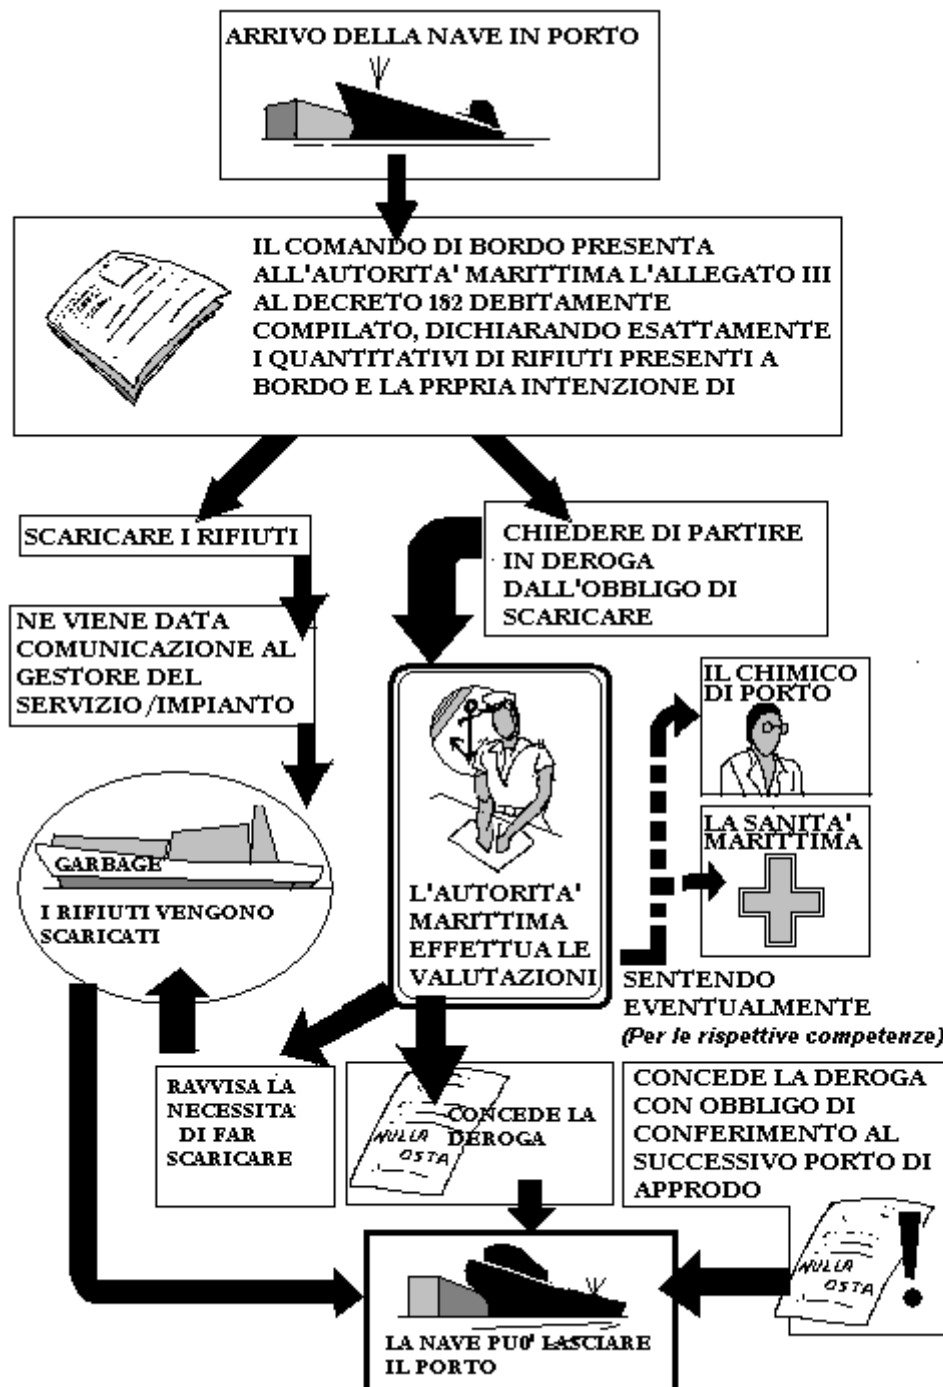 ARRIVO DELLA NAVE IN PORTO
IL COMANDO DI BORDO PRESENTA
ALL'AUTORITA' MARITTIMA L'ALLEGATO III
AL DECRETO 182 DEBITAMENTE
COMPILATO, DICHIARANDO ESATTAMENTE
I QUANTITATIVI DI RIFIUTI PRESENTI A
BORDO E LA PRPRIA INTENZIONE DI
SCARICARE I RIFIUTI
CHIEDERE DI PARTIRE
IN DEROGA
DALL'OBBLIGO DI
SCARICARE
NE VIENE DATA
COMUNICAZIONE AL
GESTORE DEL
SERVIZIO/IMPIANTO
IL CHIMICO
DI PORTO
LA SANITA'
MARITTIMA
GARBAGE
I RIFIUTI VENGONO
SCARICATI
L'AUTORITA'
MARITTIMA
EFFETTUA LE
VALUTAZIONI
SENTENDO
EVENTUALMENTE
(Per le rispettive competenze)
RAVVISA LA
NECESSITA
DI FAR
SCARICARE
NULLA
OSTA
CONCEDE LA
DEROGA
CONCEDE LA DEROGA
CON OBBLIGO DI
CONFERIMENTO AL
SUCCESSIVO PORTO DI
APPRODO
NULLA
OSTA
!
LA NAVE PU0' LASCIARE
IL PORTO